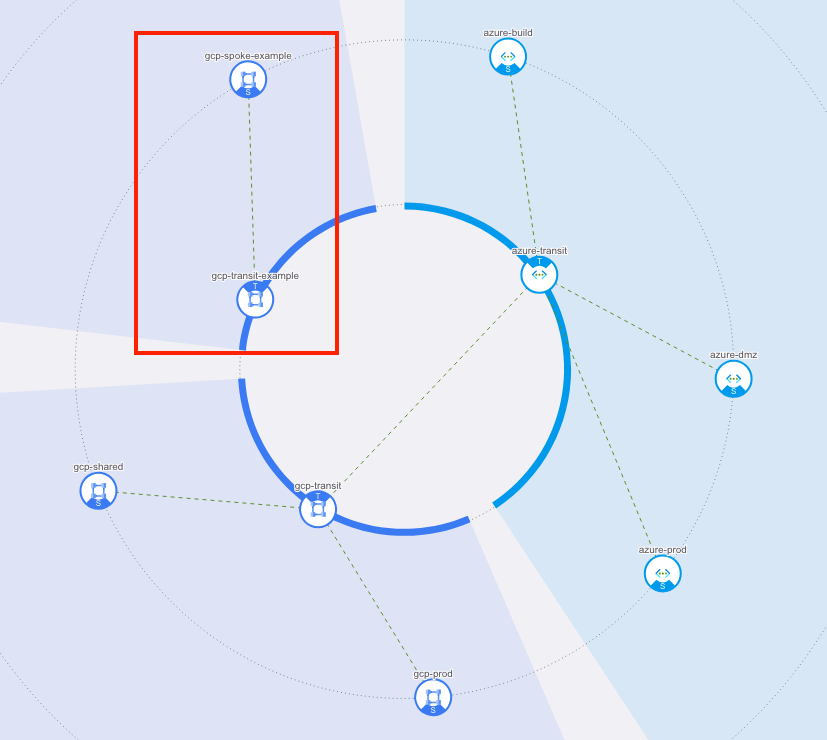 azure-build
S
gcp-spoke-example
S
azure-transit
T
gcp-transit-example
T
azure-dmz
S
gcp-shared
S
gcp-transit
T
azure-prod
S
gcp-prod
S